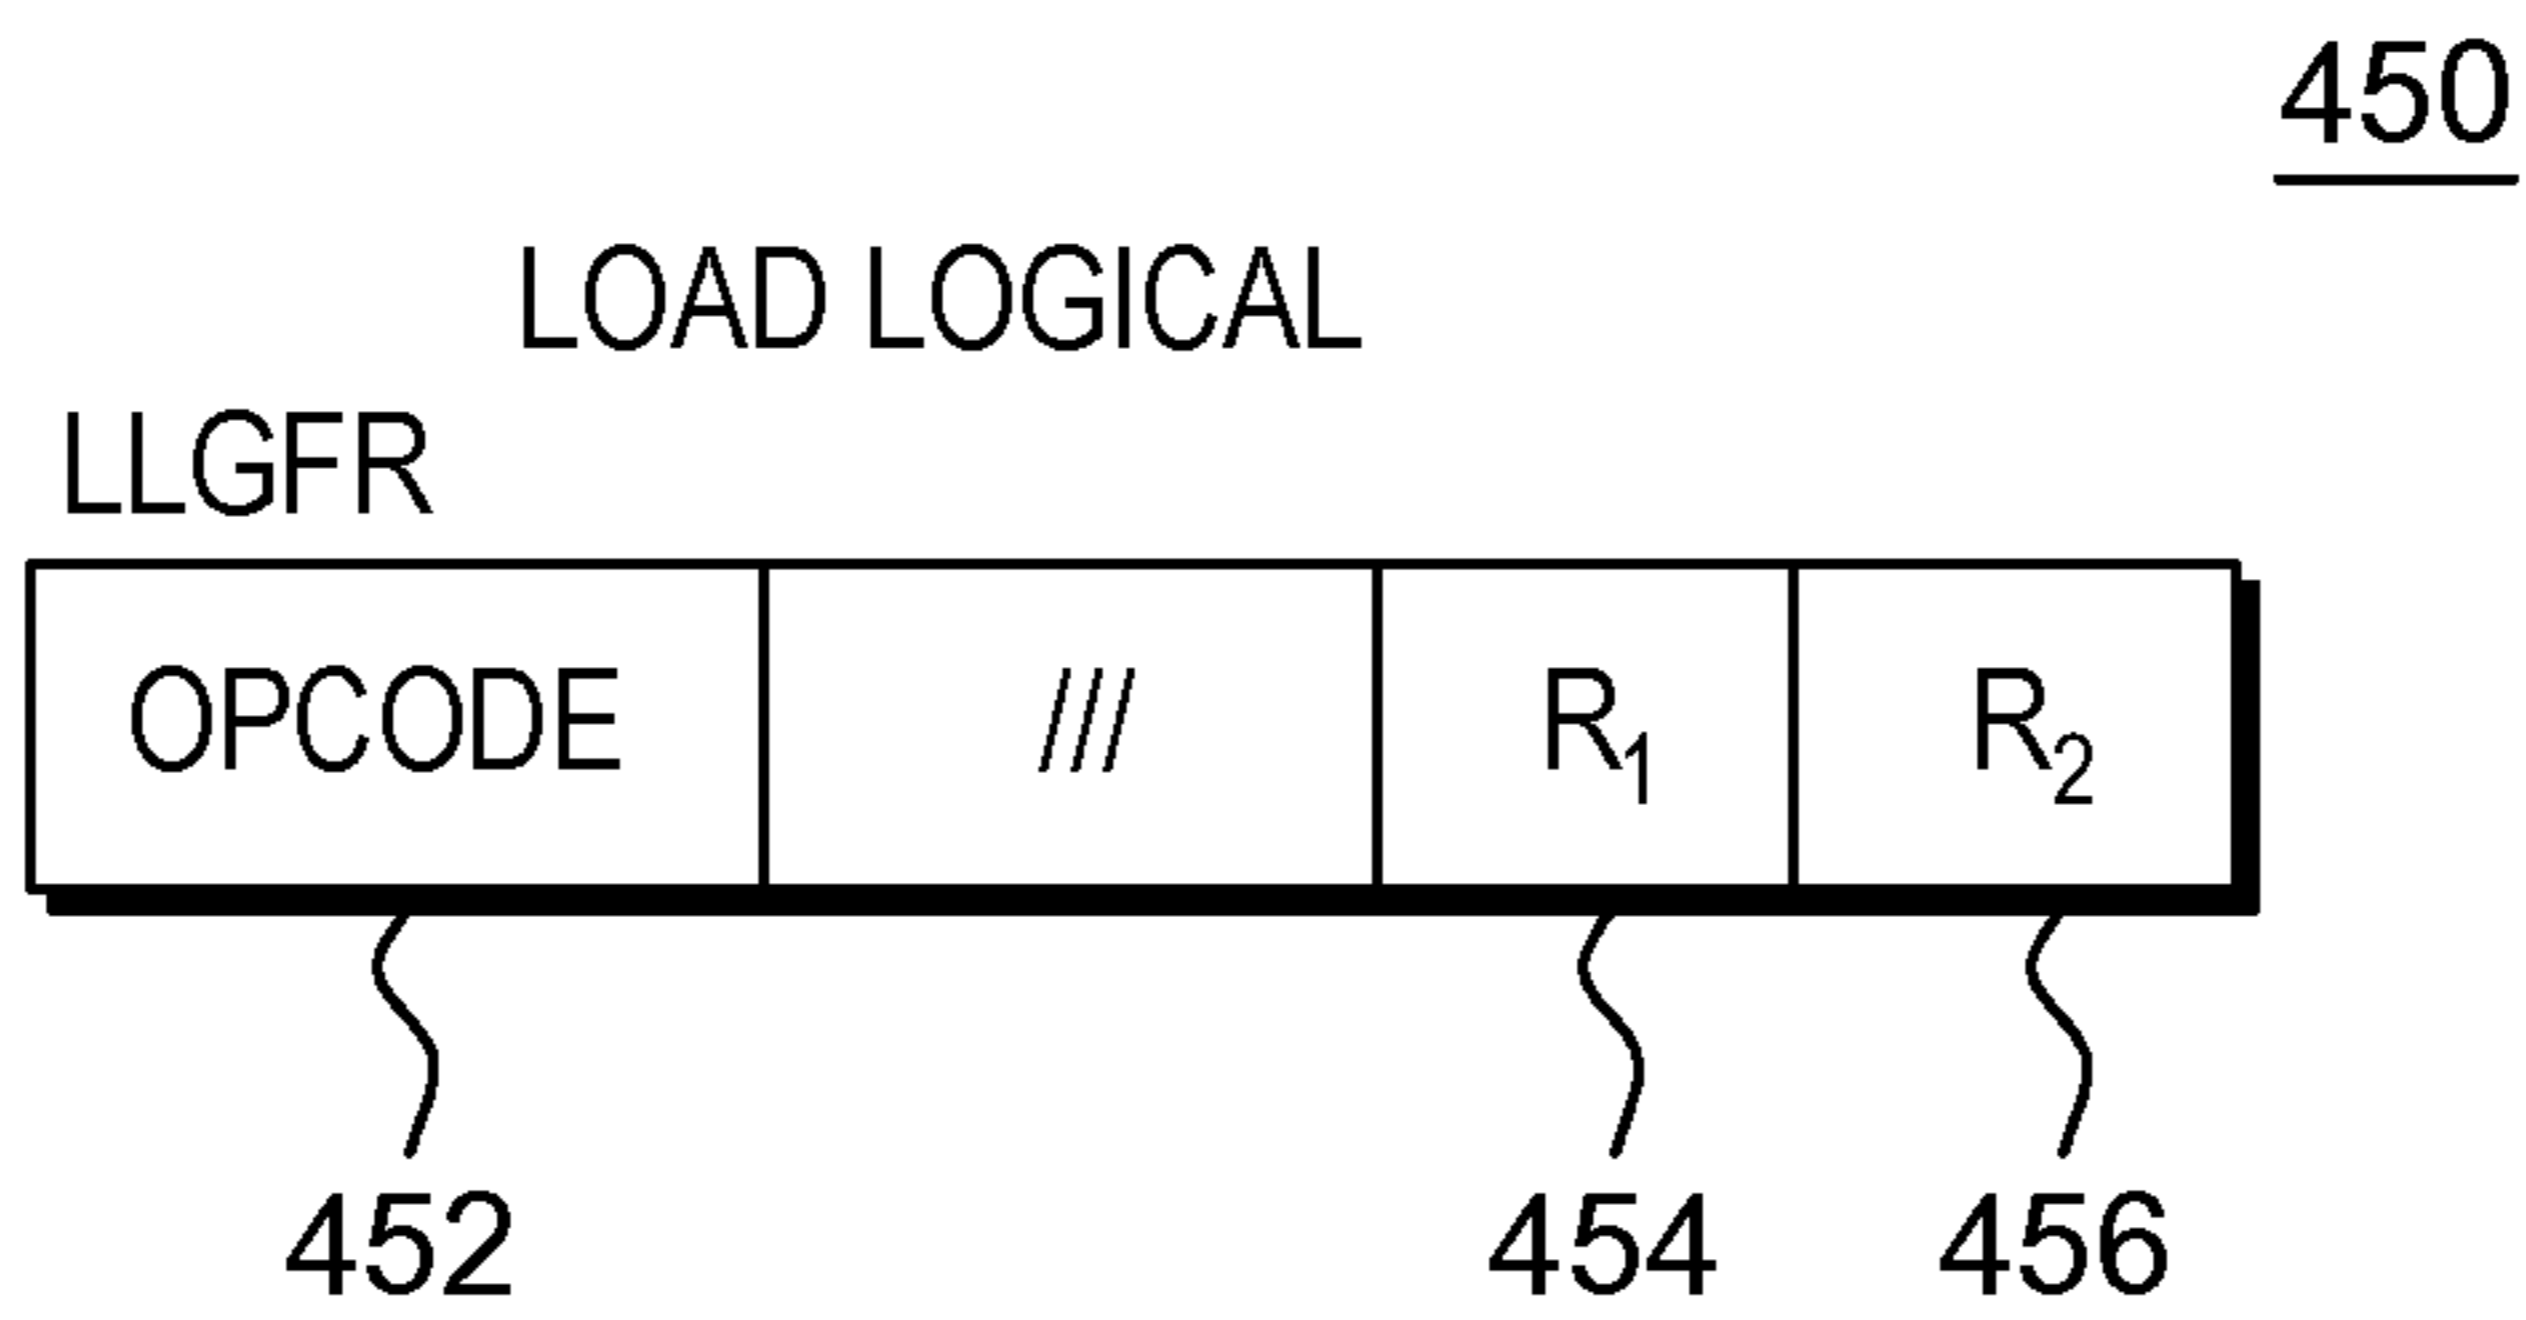 450
LOAD LOGICAL
LLGFR
OPCODE /// R1 R2
452 454 456